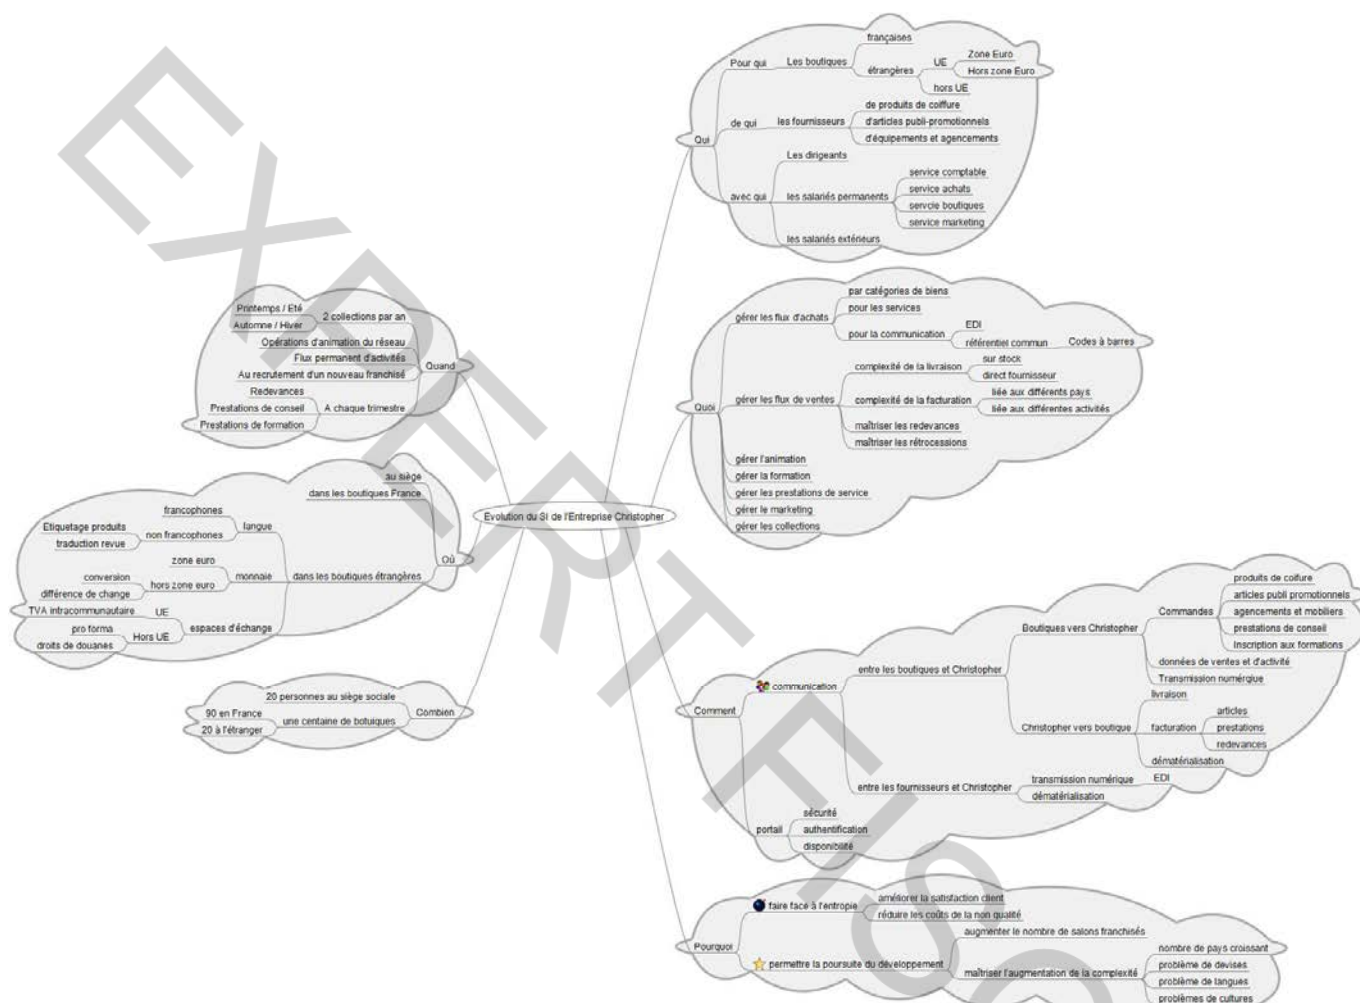 Evolution du SI de l'Entreprise Christopher
Qui
Pour qui
Les boutiques
françaises
étrangères
UE
Zone Euro
Hors zone Euro
hors UE
de qui
les fournisseurs
de produits de coiffure
d'articles publi-promotionnels
d'équipements et agencements
avec qui
Les dirigeants
les salariés permanents
service comptable
service achats
servcie boutiques
service marketing
les salariés extérieurs
Quoi
gérer les flux d'achats
par catégories de biens
pour les services
pour la communication
EDI
référentiel commun
Codes à barres
gérer les flux de ventes
complexité de la livraison
sur stock
direct fournisseur
complexité de la facturation
liée aux différents pays
liée aux différentes activités
maîtriser les redevances
maîtriser les rétrocessions
gérer l'animation
gérer la formation
gérer les prestations de service
gérer le marketing
gérer les collections
Comment
communication
entre les boutiques et Christopher
Boutiques vers Christopher
Commandes
produits de coifure
articles publi promotionnels
agencements et mobiliers
prestations de conseil
Inscription aux formations
données de ventes et d'activité
Transmission numérqiue
Christopher vers boutique
livraison
facturation
articles
prestations
redevances
dématérialisation
entre les fournisseurs et Christopher
transmission numérique
EDI
dématérialisation
portail
sécurité
authentification
disponibilité
Pourquoi
faire face à l'entropie
améliorer la satisfaction client
réduire les coûts de la non qualité
permettre la poursuite du développement
augmenter le nombre de salons franchisés
maîtriser l'augmentation de la complexité
nombre de pays croissant
problème de devises
problème de langues
problèmes de cultures
Quand
2 collections par an
Printemps / Eté
Automne / Hiver
Opérations d'animation du réseau
Flux permanent d'activités
Au recrutement d'un nouveau franchisé
A chaque trimestre
Redevances
Prestations de conseil
Prestations de formation
Où
au siège
dans les boutiques France
dans les boutiques étrangères
langue
francophones
non francophones
Etiquetage produits
traduction revue
monnaie
zone euro
hors zone euro
conversion
différence de change
espaces d'échange
UE
TVA intracommunautaire
Hors UE
pro forma
droits de douanes
Combien
20 personnes au siège sociale
une centaine de botuiques
90 en France
20 à l'étranger